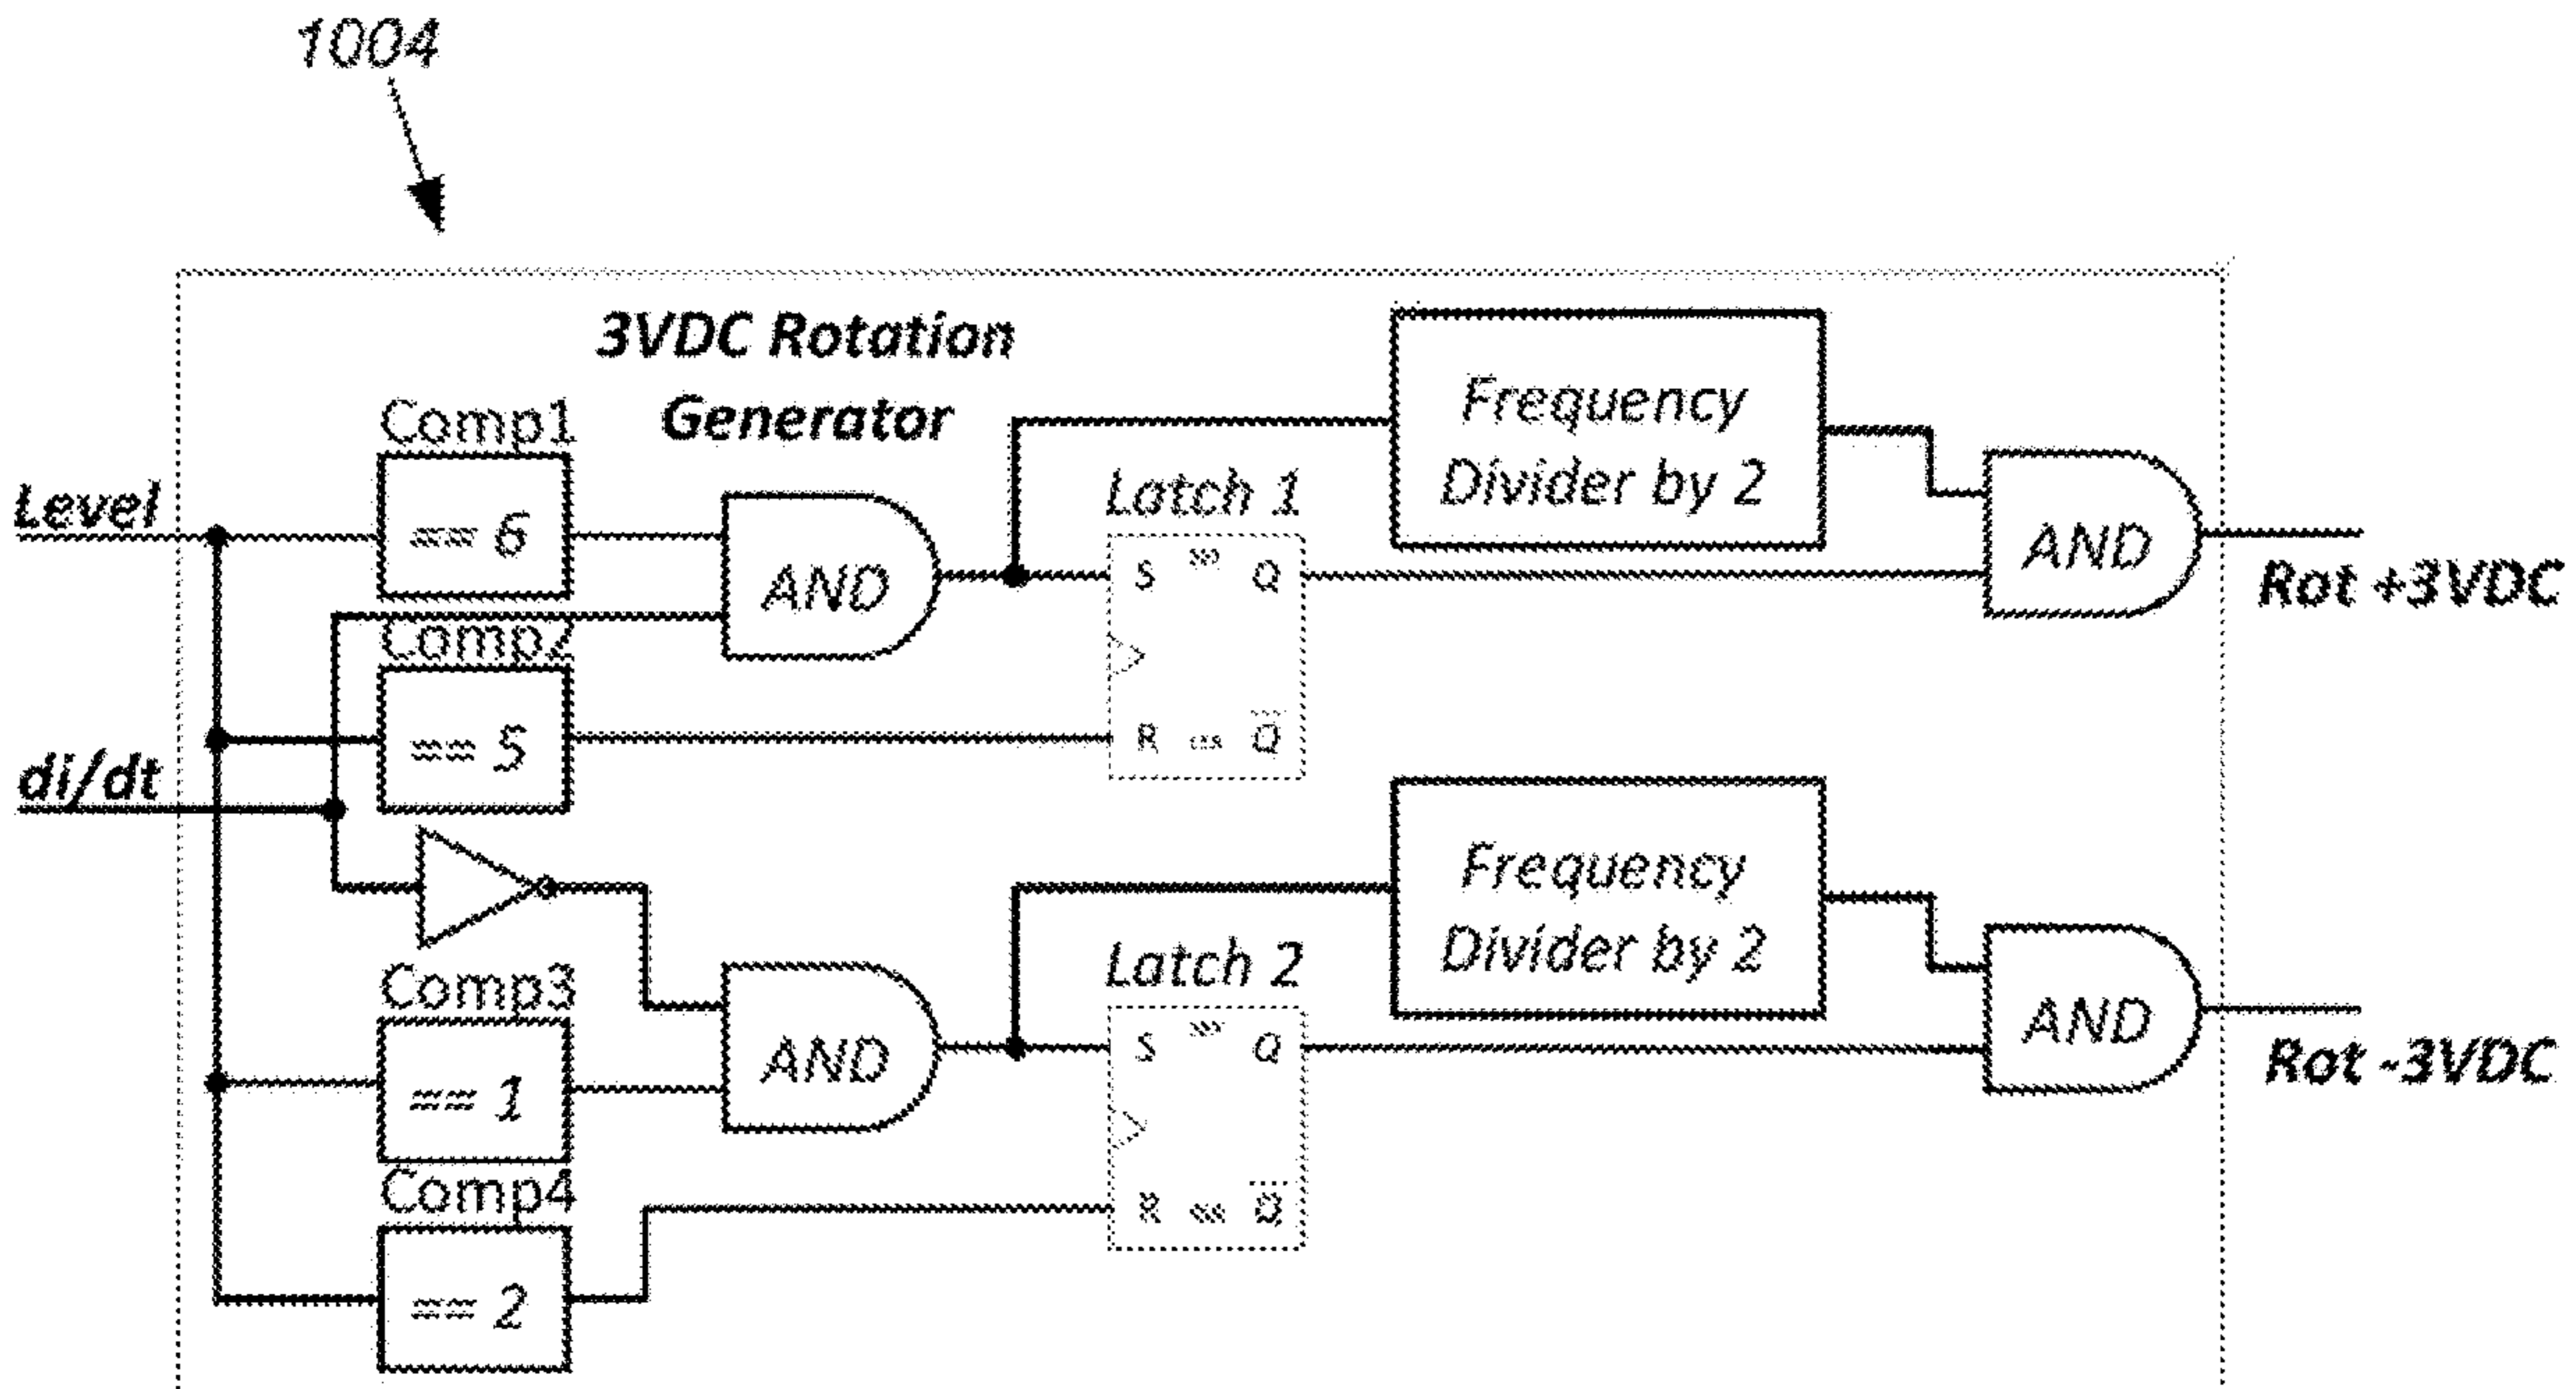 1004
3VDC Rotation
Generator
Level
di/dt
Comp1
== 6
AND
Comp2
== 5
Latch 1
S Q
R Q
Frequency
Divider by 2
AND
Rot +3VDC
Comp3
== 1
AND
Comp4
== 2
Latch 2
S Q
R Q
Frequency
Divider by 2
AND
Rot -3VDC